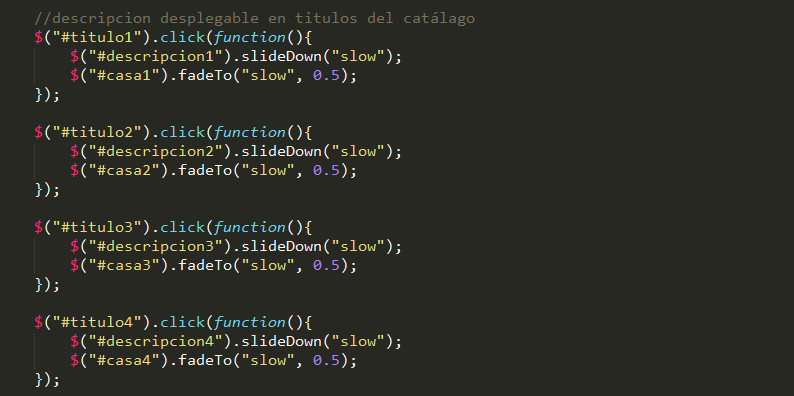 //descripcion desplegable en titulos del catálago
$("#titulo1").click(function(){
$("#descripcion1").slideDown("slow");
$("#casa1").fadeTo("slow", 0.5);
});
$("#titulo2").click(function(){
$("#descripcion2").slideDown("slow");
$("#casa2").fadeTo("slow", 0.5);
});
$("#titulo3").click(function(){
$("#descripcion3").slideDown("slow");
$("#casa3").fadeTo("slow", 0.5);
});
$("#titulo4").click(function(){
$("#descripcion4").slideDown("slow");
$("#casa4").fadeTo("slow", 0.5);
});